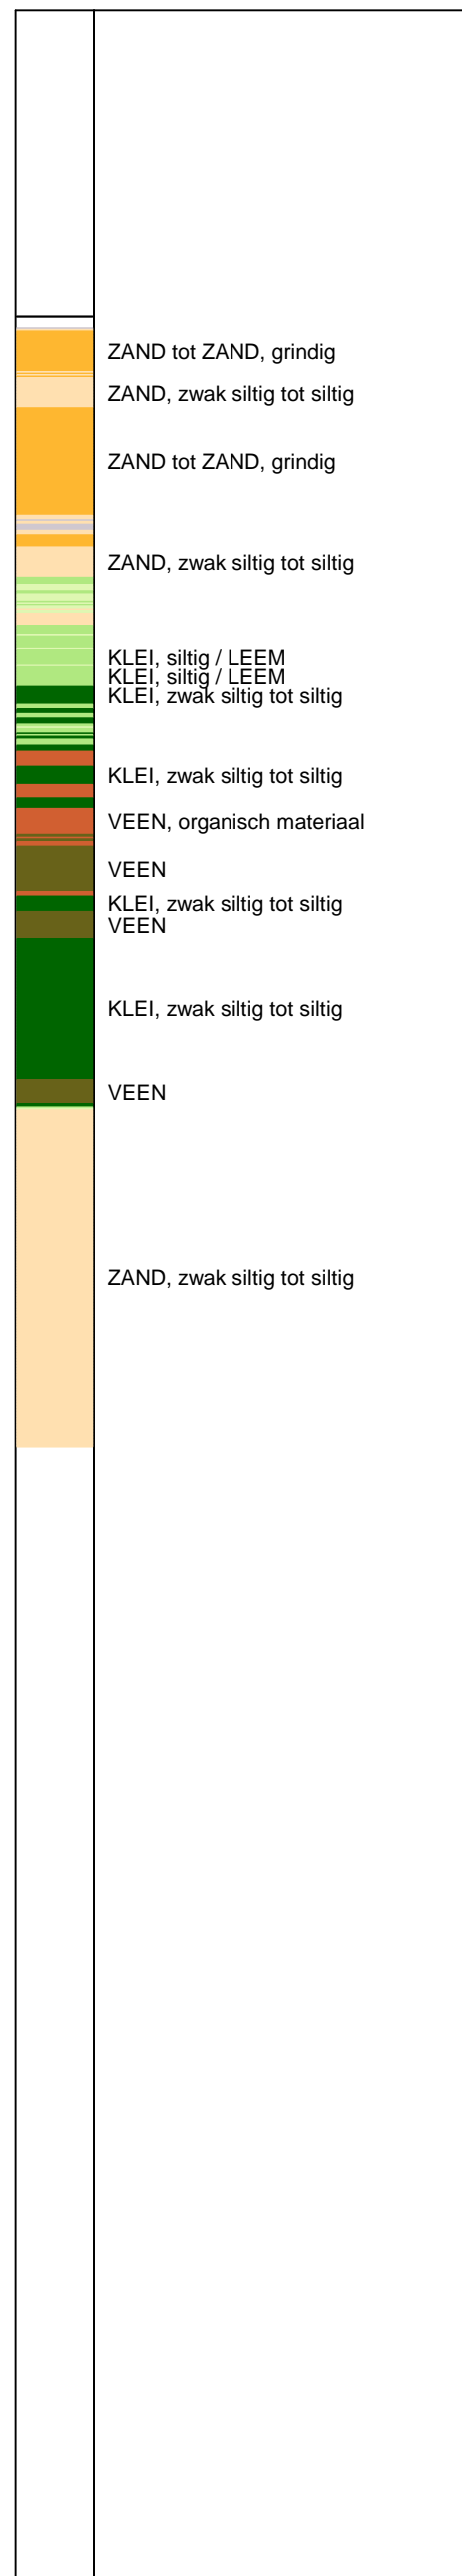 ZAND tot ZAND, grindig
ZAND, zwak siltig tot siltig
ZAND tot ZAND, grindig
ZAND, zwak siltig tot siltig
KLEI, siltig / LEEM
KLEI, siltig / LEEM
KLEI, zwak siltig tot siltig
KLEI, zwak siltig tot siltig
VEEN, organisch materiaal
VEEN
KLEI, zwak siltig tot siltig
VEEN
KLEI, zwak siltig tot siltig
VEEN
ZAND, zwak siltig tot siltig